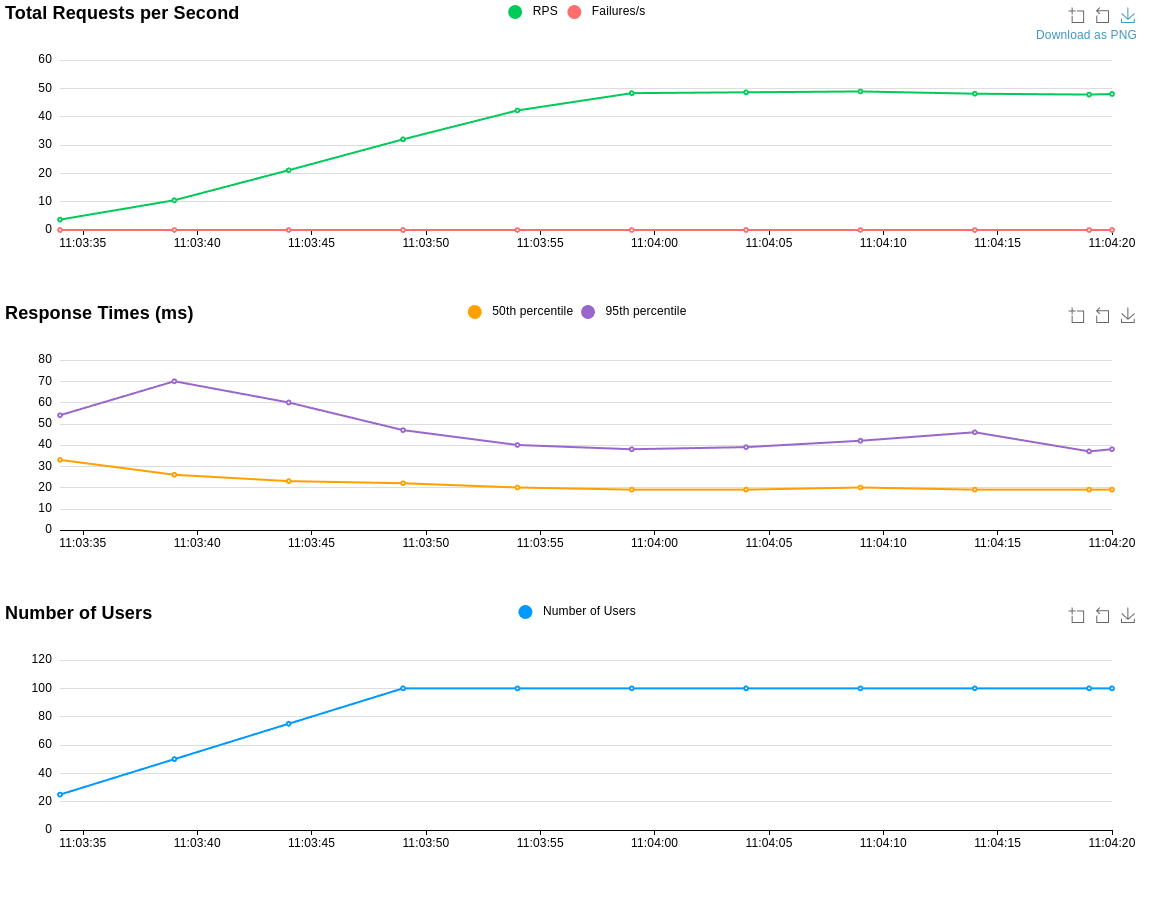 Total Requests per Second
RPS Failures/s
Download as PNG
60
50
40
30
20
10
0
11:03:35 11:03:40 11:03:45 11:03:50 11:03:55 11:04:00 11:04:05 11:04:10 11:04:15 11:04:20
Response Times (ms)
50th percentile 95th percentile
80
70
60
50
40
30
20
10
0
11:03:35 11:03:40 11:03:45 11:03:50 11:03:55 11:04:00 11:04:05 11:04:10 11:04:15 11:04:20
Number of Users
Number of Users
120
100
80
60
40
20
0
11:03:35 11:03:40 11:03:45 11:03:50 11:03:55 11:04:00 11:04:05 11:04:10 11:04:15 11:04:20